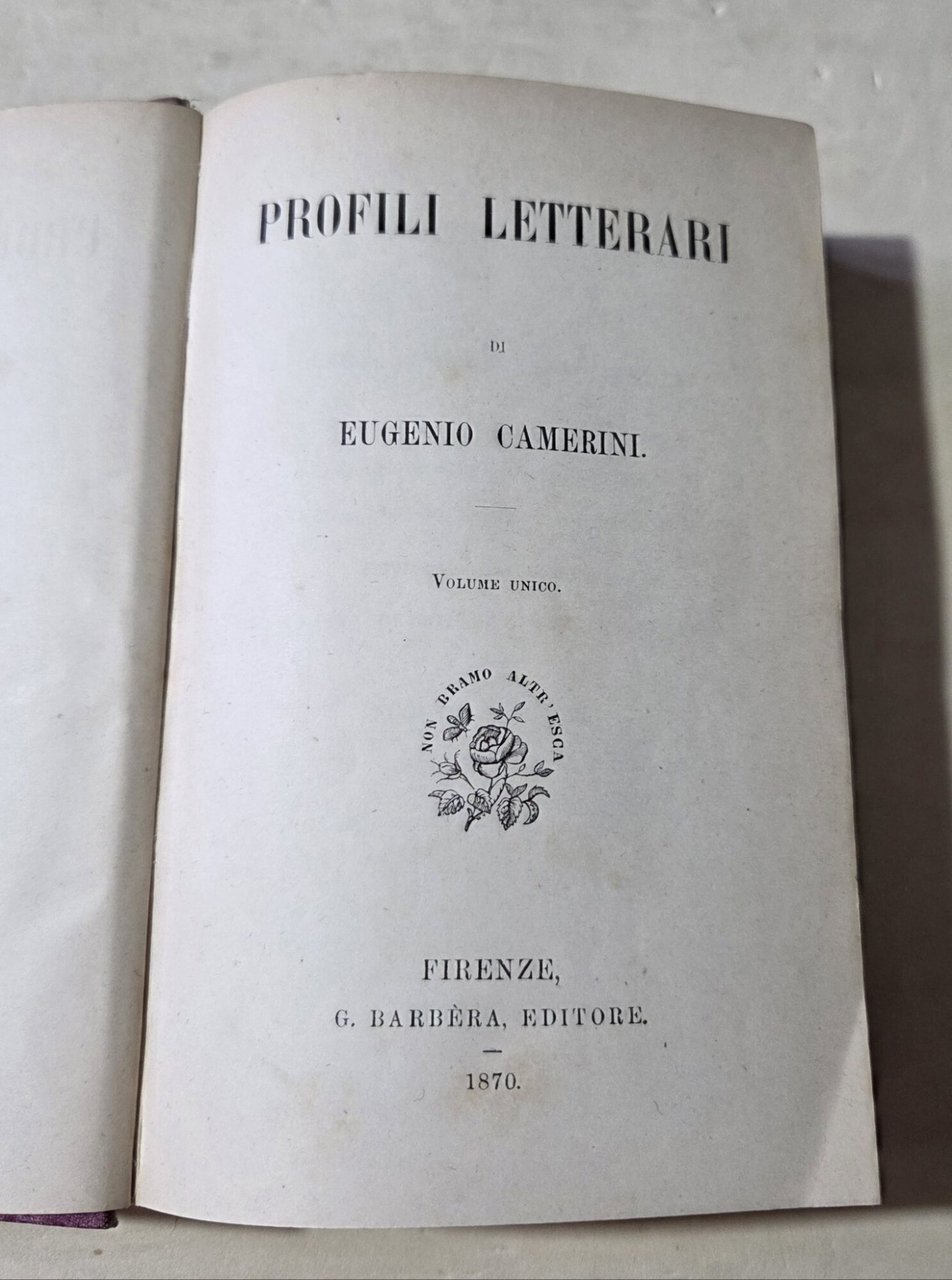 PROFILI LETTERARI
DI
EUGENIO CAMERINI.
VOLUME UNICO.
NON BRAMO ALTR' ESCA
FIRENZE,
G. BARBÈRA, EDITORE.
1870.